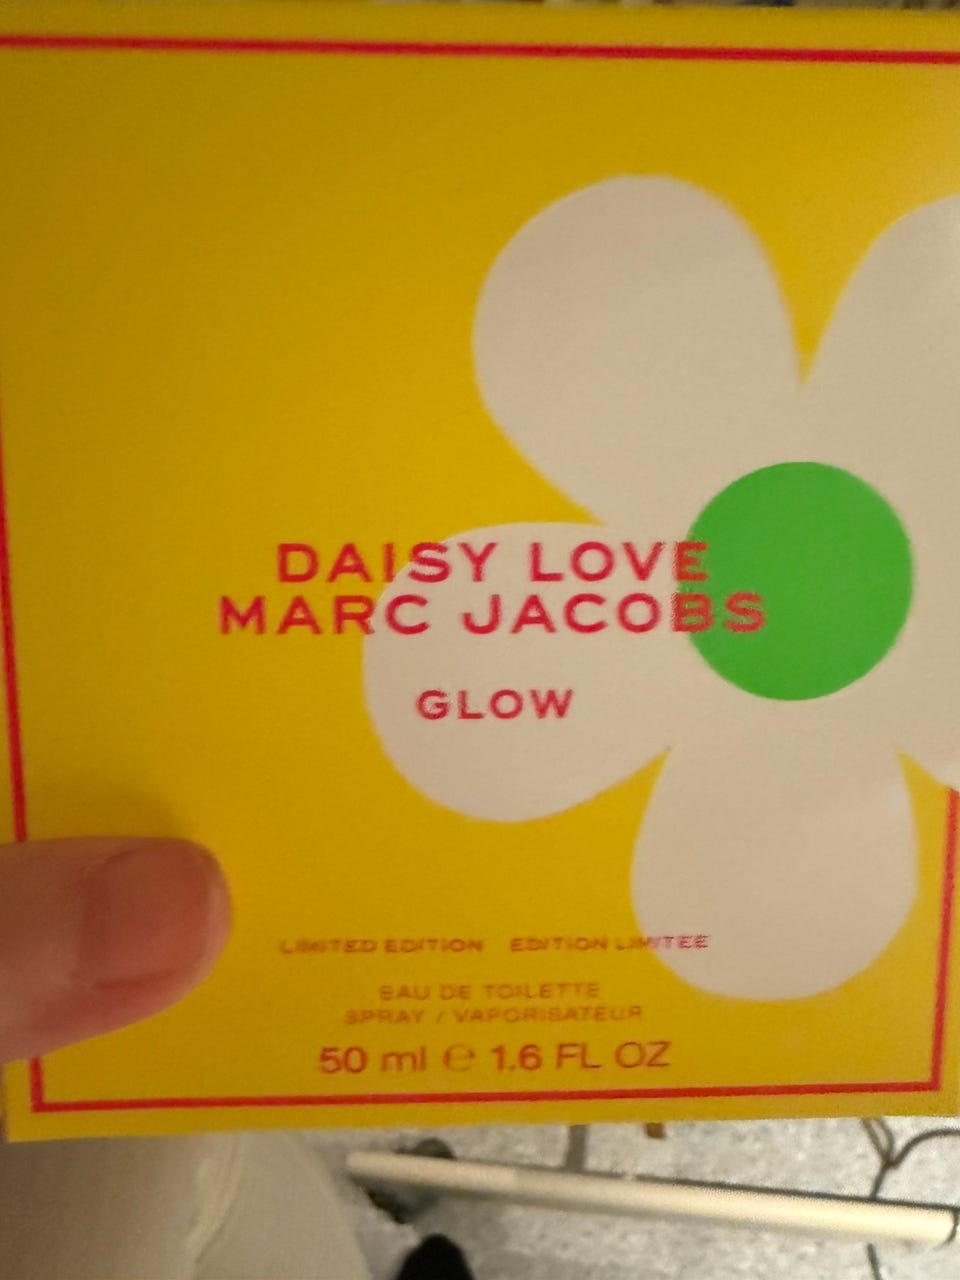 DAISY LOVE
MARC JACOBS
GLOW
LIMITED EDITION EDITION LIMITEE
EAU DE TOILETTE
SPRAY / VAPORISATEUR
50 ml ℮ 1.6 FL OZ